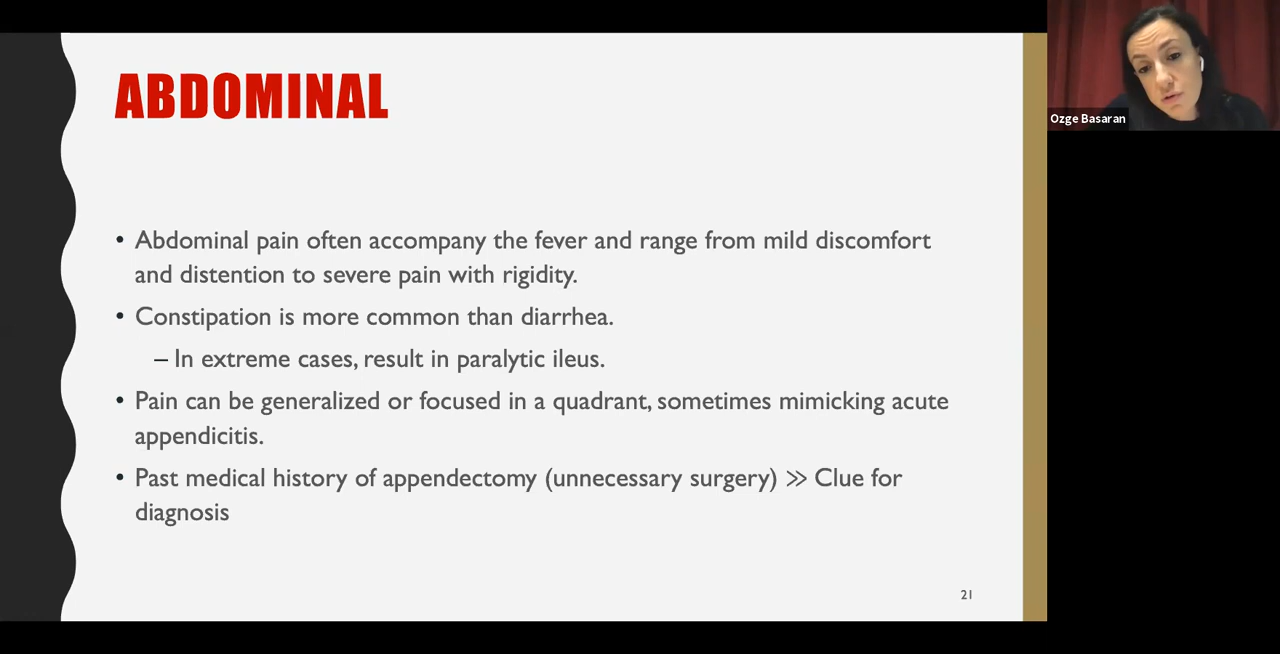 ABDOMINAL
• Abdominal pain often accompany the fever and range from mild discomfort
and distention to severe pain with rigidity.
• Constipation is more common than diarrhea.
– In extreme cases, result in paralytic ileus.
• Pain can be generalized or focused in a quadrant, sometimes mimicking acute
appendicitis.
• Past medical history of appendectomy (unnecessary surgery) ≫ Clue for
diagnosis
21
Ozge Basaran